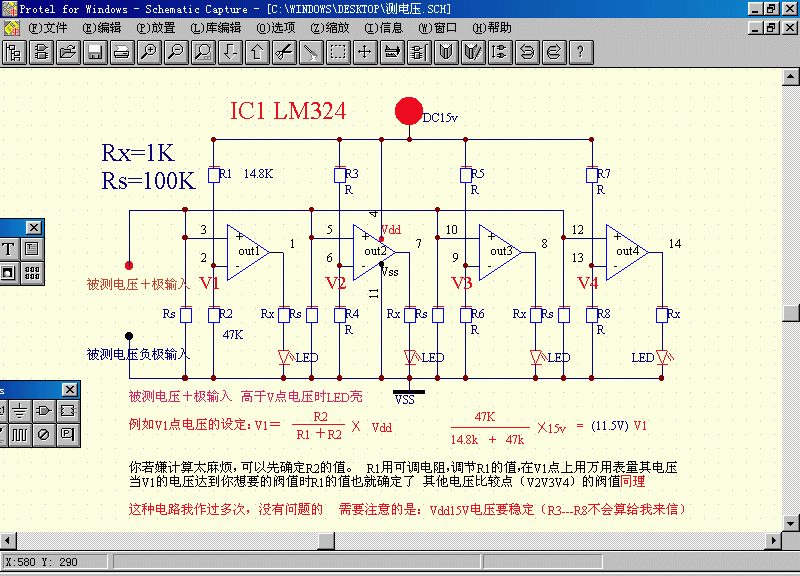 Protel for Windows - Schematic Capture - [C:\WINDOWS\DESKTOP\测电压.SCH]
(F)文件 (E)编辑 (P)放置 (L)库编辑 (O)选项 (Z)缩放 (I)信息 (W)窗口 (H)帮助
IC1 LM324
DC15v
Rx=1K
Rs=100K
R1 14.8K
R3
R
R5
R
R7
R
3
2
out1
1
V1
5
6
4
Vdd
out2
Vss
11
7
V2
10
9
out3
8
V3
12
13
out4
14
V4
T
被测电压＋极输入
Rs
R2
47K
Rx
Rs
R4
R
Rx
Rs
R6
R
Rx
Rs
R8
R
Rx
被测电压负极输入
LED
LED
LED
LED
VSS
被测电压＋极输入 高于V点电压时LED亮
例如V1点电压的设定:V1＝ R2 / R1＋R2 × Vdd
47K / 14.8k ＋ 47k ×15v ＝ (11.5V) V1
你若嫌计算太麻烦，可以先确定R2的值。 R1用可调电阻,调节R1的值,在V1点上用万用表量其电压
当V1的电压达到你想要的阀值时R1的值也就确定了 其他电压比较点（V2V3V4）的阀值同理
这种电路我作过多次，没有问题的 需要注意的是：Vdd15V电压要稳定（R3---R8不会算给我来信）
X:580 Y: 290